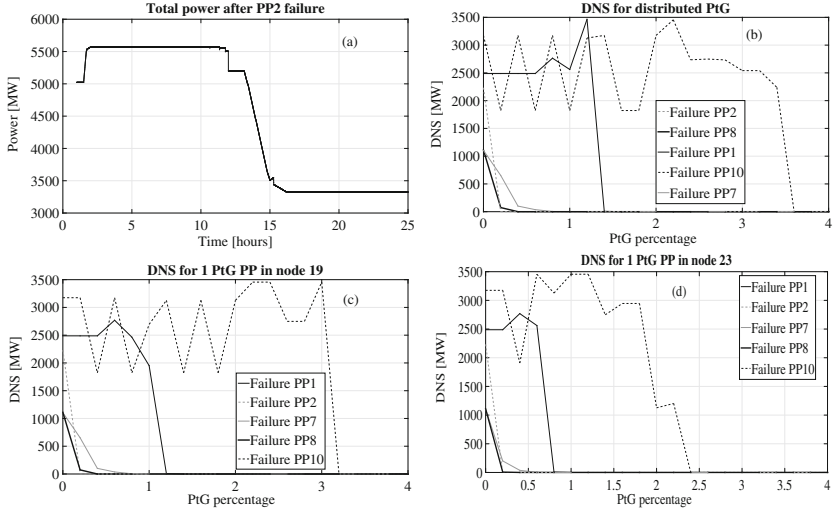 Total power after PP2 failure
(a)
Power [MW]
6000
5500
5000
4500
4000
3500
3000
0
5
10
15
20
25
Time [hours]
DNS for distributed PtG
(b)
DNS [MW]
3500
3000
2500
2000
1500
1000
500
0
Failure PP2
Failure PP8
Failure PP1
Failure PP10
Failure PP7
0
1
2
3
4
PtG percentage
DNS for 1 PtG PP in node 19
(c)
DNS [MW]
3500
3000
2500
2000
1500
1000
500
0
Failure PP1
Failure PP2
Failure PP7
Failure PP8
Failure PP10
0
1
2
3
4
PtG percentage
DNS for 1 PtG PP in node 23
(d)
DNS [MW]
3500
3000
2500
2000
1500
1000
500
0
Failure PP1
Failure PP2
Failure PP7
Failure PP8
Failure PP10
0
0.5
1
1.5
2
2.5
3
3.5
4
PtG percentage